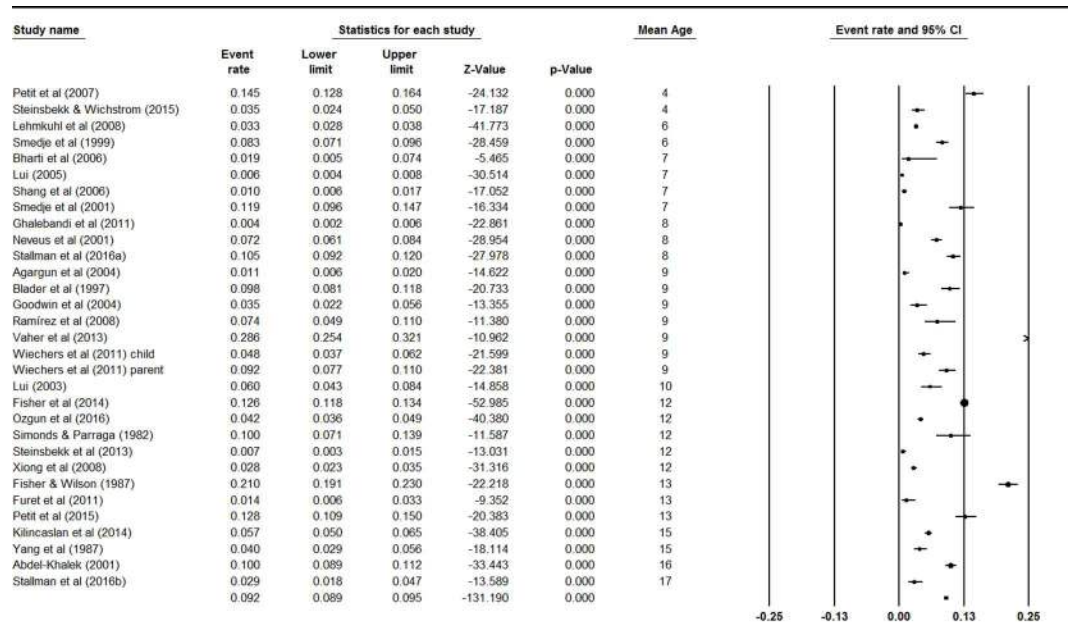 Study name Statistics for each study Mean Age Event rate and 95% CI
Event Lower Upper
rate limit limit Z-Value p-Value
Petit et al (2007) 0.145 0.128 0.164 -24.132 0.000 4
Steinsbekk & Wichstrom (2015) 0.035 0.024 0.050 -17.187 0.000 4
Lehmkuhl et al (2008) 0.033 0.028 0.038 -41.773 0.000 6
Smedje et al (1999) 0.083 0.071 0.096 -28.459 0.000 6
Bharti et al (2006) 0.019 0.005 0.074 -5.465 0.000 7
Lui (2005) 0.006 0.004 0.008 -30.514 0.000 7
Shang et al (2006) 0.010 0.006 0.017 -17.052 0.000 7
Smedje et al (2001) 0.119 0.096 0.147 -16.334 0.000 7
Ghalebandi et al (2011) 0.004 0.002 0.006 -22.861 0.000 8
Neveus et al (2001) 0.072 0.061 0.084 -28.954 0.000 8
Stallman et al (2016a) 0.105 0.092 0.120 -27.978 0.000 8
Agargun et al (2004) 0.011 0.006 0.020 -14.622 0.000 9
Blader et al (1997) 0.098 0.081 0.118 -20.733 0.000 9
Goodwin et al (2004) 0.035 0.022 0.056 -13.355 0.000 9
Ramírez et al (2008) 0.074 0.049 0.110 -11.380 0.000 9
Vaher et al (2013) 0.286 0.254 0.321 -10.962 0.000 9
Wiechers et al (2011) child 0.048 0.037 0.062 -21.599 0.000 9
Wiechers et al (2011) parent 0.092 0.077 0.110 -22.381 0.000 9
Lui (2003) 0.060 0.043 0.084 -14.858 0.000 10
Fisher et al (2014) 0.126 0.118 0.134 -52.985 0.000 12
Ozgun et al (2016) 0.042 0.036 0.049 -40.380 0.000 12
Simonds & Parraga (1982) 0.100 0.071 0.139 -11.587 0.000 12
Steinsbekk et al (2013) 0.007 0.003 0.015 -13.031 0.000 12
Xiong et al (2008) 0.028 0.023 0.035 -31.316 0.000 12
Fisher & Wilson (1987) 0.210 0.191 0.230 -22.218 0.000 13
Furet et al (2011) 0.014 0.006 0.033 -9.352 0.000 13
Petit et al (2015) 0.128 0.109 0.150 -20.383 0.000 13
Kilincaslan et al (2014) 0.057 0.050 0.065 -38.405 0.000 15
Yang et al (1987) 0.040 0.029 0.056 -18.114 0.000 15
Abdel-Khalek (2001) 0.100 0.089 0.112 -33.443 0.000 16
Stallman et al (2016b) 0.029 0.018 0.047 -13.589 0.000 17
0.092 0.089 0.095 -131.190 0.000
-0.25 -0.13 0.00 0.13 0.25